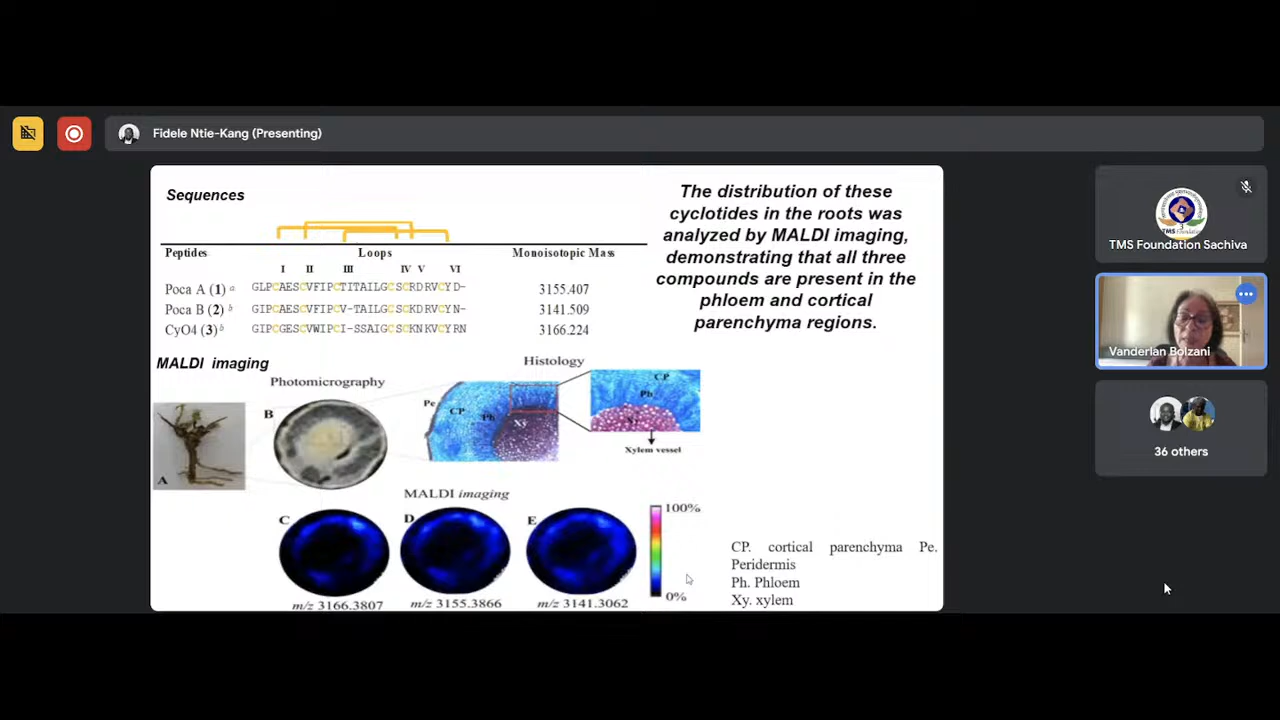 Fidele Ntie-Kang (Presenting)
Sequences
Peptides Loops Monoisotopic Mass
I II III IV V VI
Poca A (1) a GLPCAESCVFIPCTITAILGCSCKDRVCYD- 3155.407
Poca B (2) b GIPCAESCVFIPCV-TAILGCSCKDRVCYN- 3141.509
CyO4 (3) b GIPCGESCVWIPCI-SSAIGCSCKNKVCYRN 3166.224
The distribution of these
cyclotides in the roots was
analyzed by MALDI imaging,
demonstrating that all three
compounds are present in the
phloem and cortical
parenchyma regions.
MALDI imaging
Photomicrography
Histology
A
B
Pe
CP
Ph
Xy
CP
Ph
Xylem vessel
MALDI imaging
C
D
E
m/z 3166.3807
m/z 3155.3866
m/z 3141.3062
100%
0%
CP. cortical parenchyma Pe.
Peridermis
Ph. Phloem
Xy. xylem
TMS Foundation
TMS Foundation Sachiva
Vanderlan Bolzani
36 others